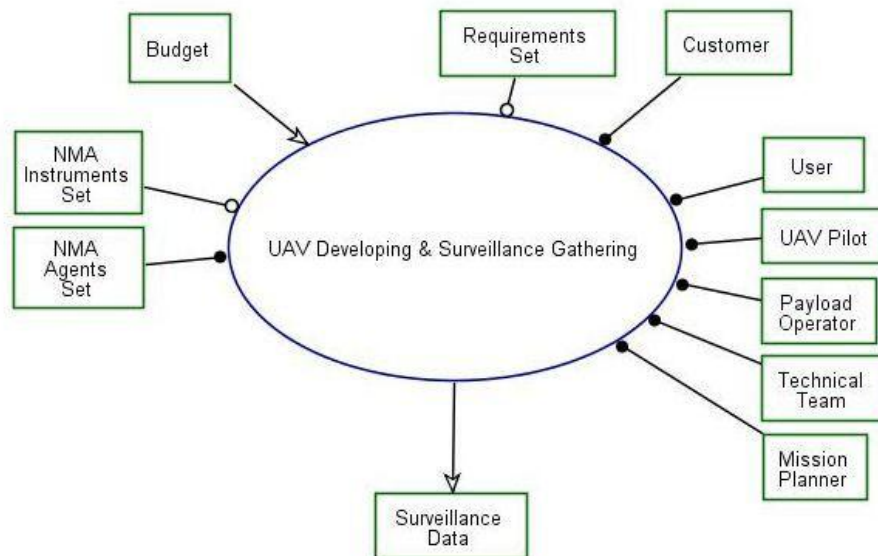 Budget
Requirements
Set
Customer
NMA
Instruments
Set
User
NMA
Agents
Set
UAV Developing & Surveillance Gathering
UAV Pilot
Payload
Operator
Technical
Team
Mission
Planner
Surveillance
Data